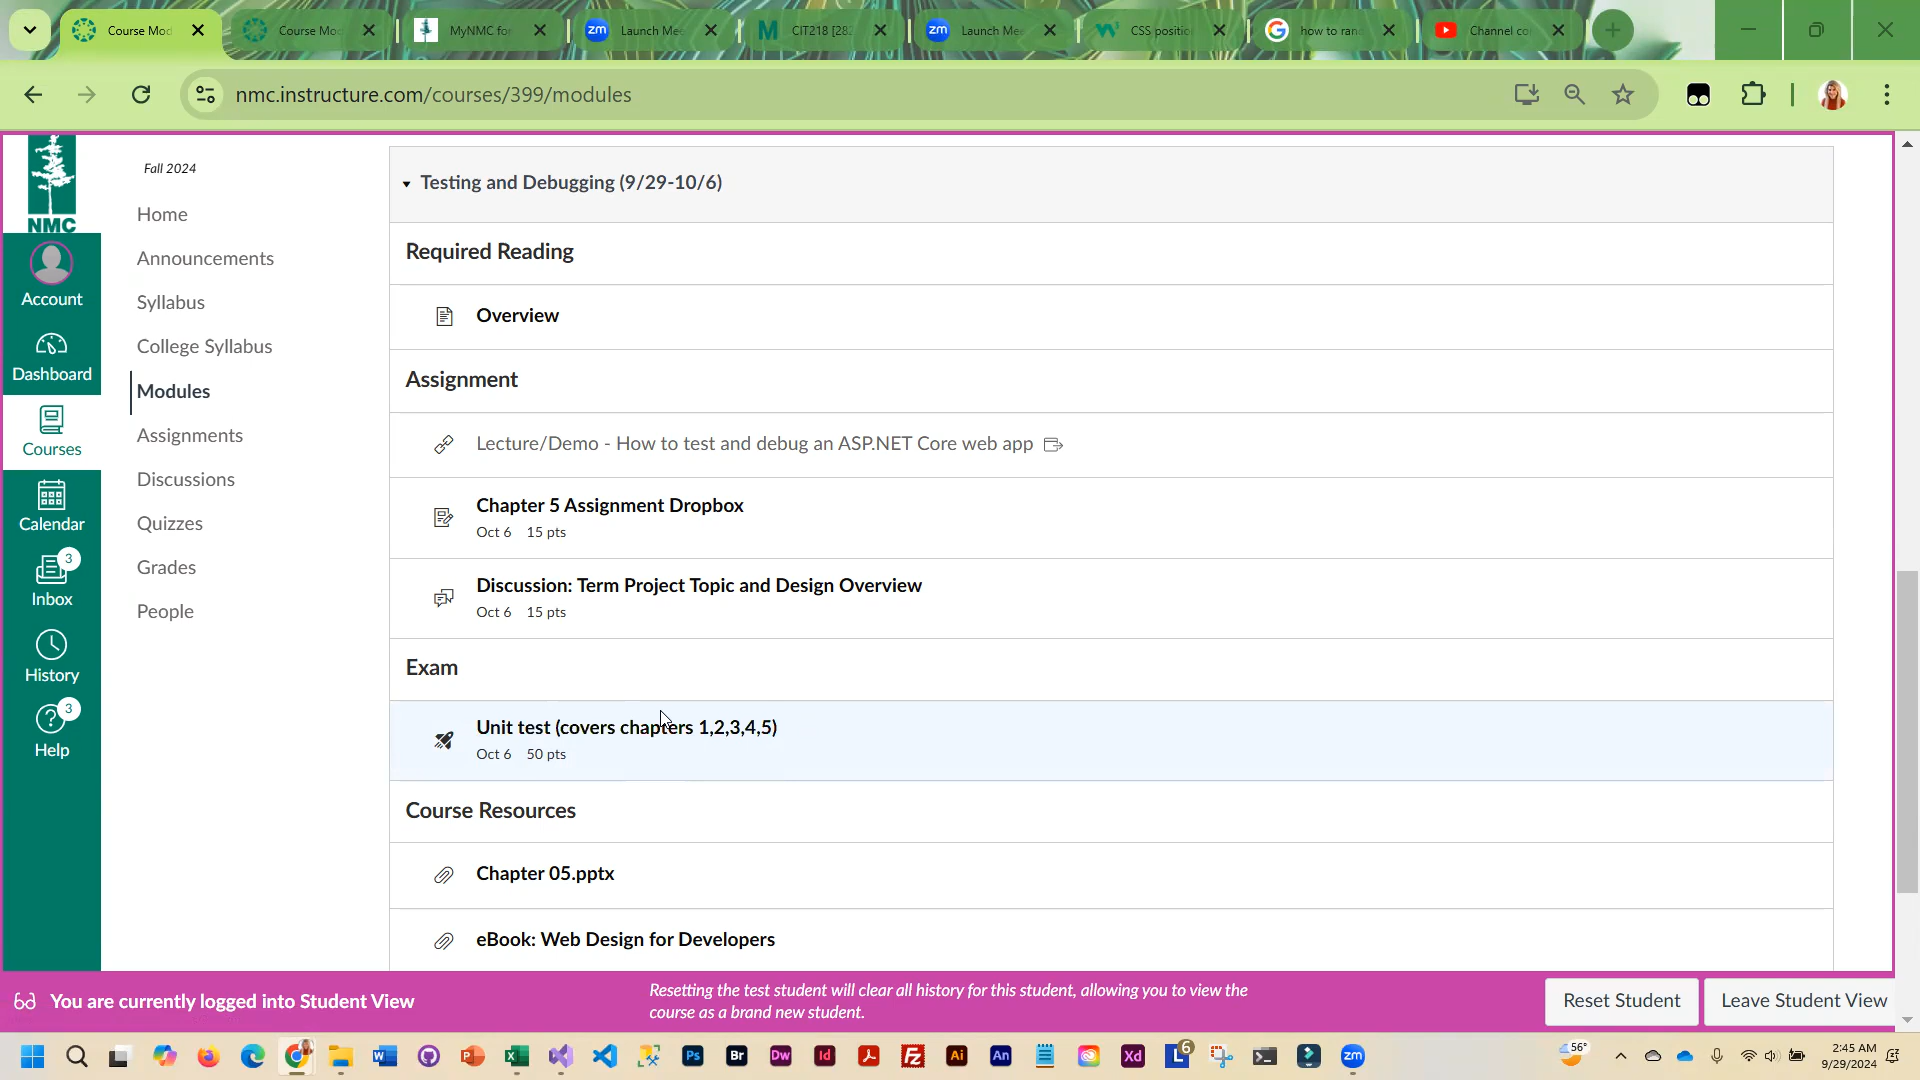 Course Mod
Course Mod
MyNMC for
Launch Mee
CIT218 [282
Launch Mee
CSS positio
how to rand
Channel con
nmc.instructure.com/courses/399/modules
NMC
Account
Dashboard
Courses
Calendar
3
Inbox
History
3
Help
Fall 2024
Home
Announcements
Syllabus
College Syllabus
Modules
Assignments
Discussions
Quizzes
Grades
People
Testing and Debugging (9/29-10/6)
Required Reading
Overview
Assignment
Lecture/Demo - How to test and debug an ASP.NET Core web app
Chapter 5 Assignment Dropbox
Oct 6 15 pts
Discussion: Term Project Topic and Design Overview
Oct 6 15 pts
Exam
Unit test (covers chapters 1,2,3,4,5)
Oct 6 50 pts
Course Resources
Chapter 05.pptx
eBook: Web Design for Developers
You are currently logged into Student View
Resetting the test student will clear all history for this student, allowing you to view the
course as a brand new student.
Reset Student
Leave Student View
56°
2:45 AM
9/29/2024